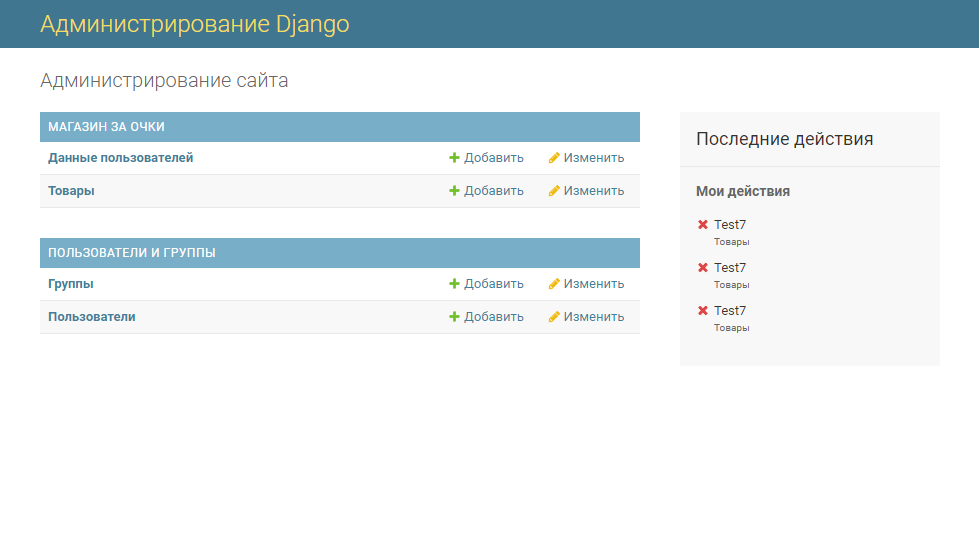 Администрирование Django
Администрирование сайта
МАГАЗИН ЗА ОЧКИ
Данные пользователей Добавить Изменить
Товары Добавить Изменить
ПОЛЬЗОВАТЕЛИ И ГРУППЫ
Группы Добавить Изменить
Пользователи Добавить Изменить
Последние действия
Мои действия
Test7
Товары
Test7
Товары
Test7
Товары